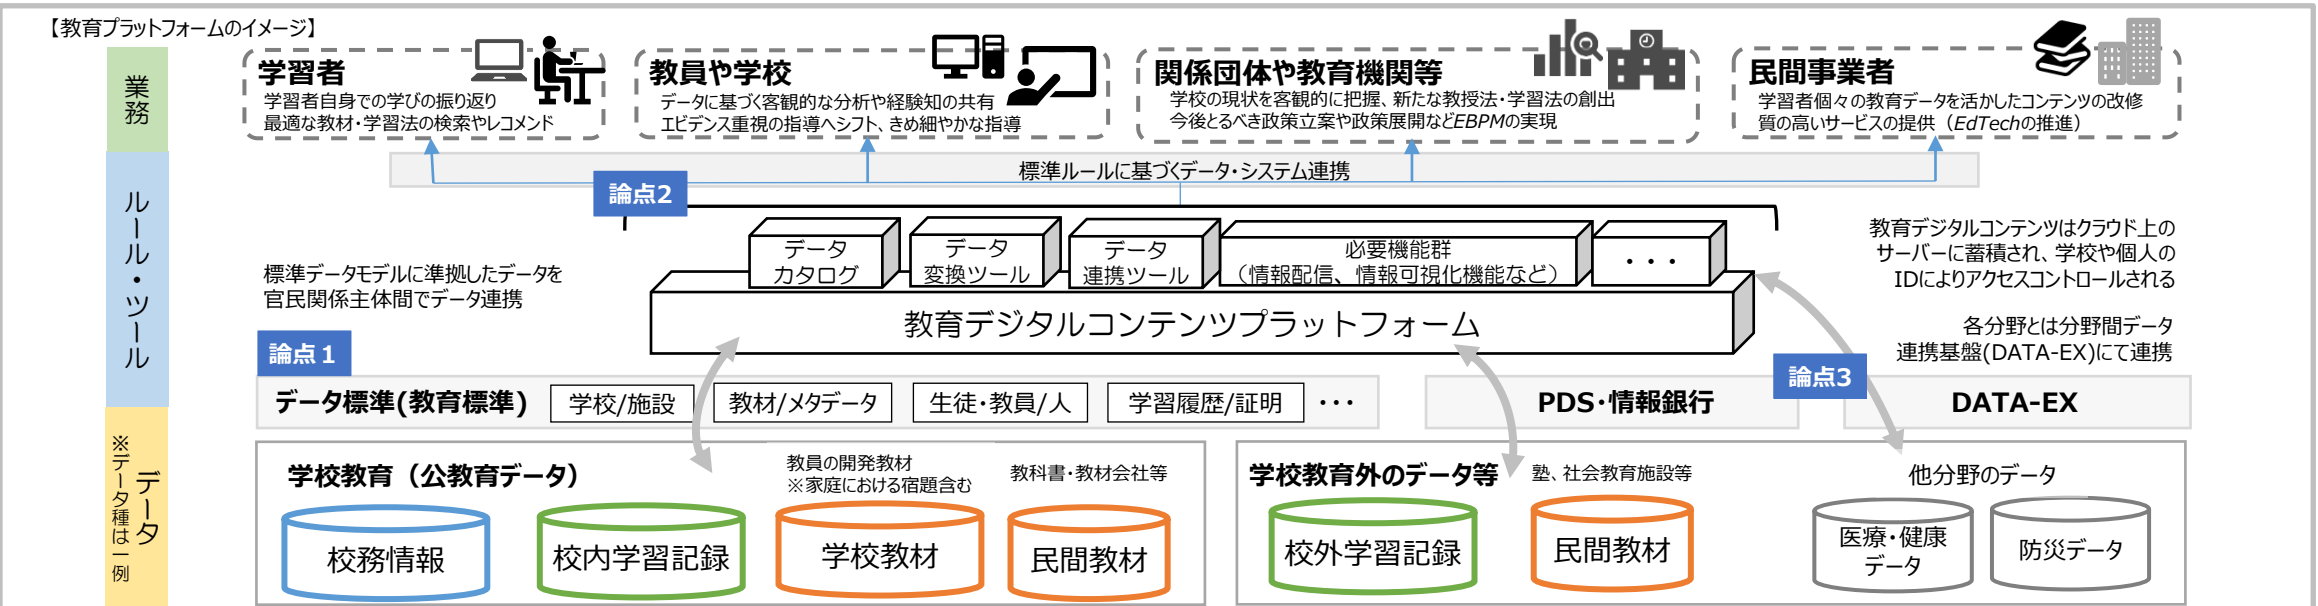 【教育プラットフォームのイメージ】
業務
学習者
学習者自身での学びの振り返り
最適な教材・学習法の検索やレコメンド
教員や学校
データに基づく客観的な分析や経験知の共有
エビデンス重視の指導へシフト、きめ細やかな指導
関係団体や教育機関等
学校の現状を客観的に把握、新たな教授法・学習法の創出
今後とるべき政策立案や政策展開などEBPMの実現
民間事業者
学習者個々の教育データを活かしたコンテンツの改修
質の高いサービスの提供（EdTechの推進）
ルール・ツール
標準ルールに基づくデータ・システム連携
論点2
データ
カタログ
データ
変換ツール
データ
連携ツール
必要機能群
（情報配信、情報可視化機能など）
・・・
教育デジタルコンテンツプラットフォーム
標準データモデルに準拠したデータを
官民関係主体間でデータ連携
教育デジタルコンテンツはクラウド上の
サーバーに蓄積され、学校や個人の
IDによりアクセスコントロールされる
各分野とは分野間データ
連携基盤(DATA-EX)にて連携
論点１
論点3
データ標準(教育標準)
学校/施設
教材/メタデータ
生徒・教員/人
学習履歴/証明
・・・
PDS・情報銀行
DATA-EX
データ
※データ種は一例
学校教育（公教育データ）
教員の開発教材
※家庭における宿題含む
教科書・教材会社等
校務情報
校内学習記録
学校教材
民間教材
学校教育外のデータ等
塾、社会教育施設等
他分野のデータ
校外学習記録
民間教材
医療・健康
データ
防災データ